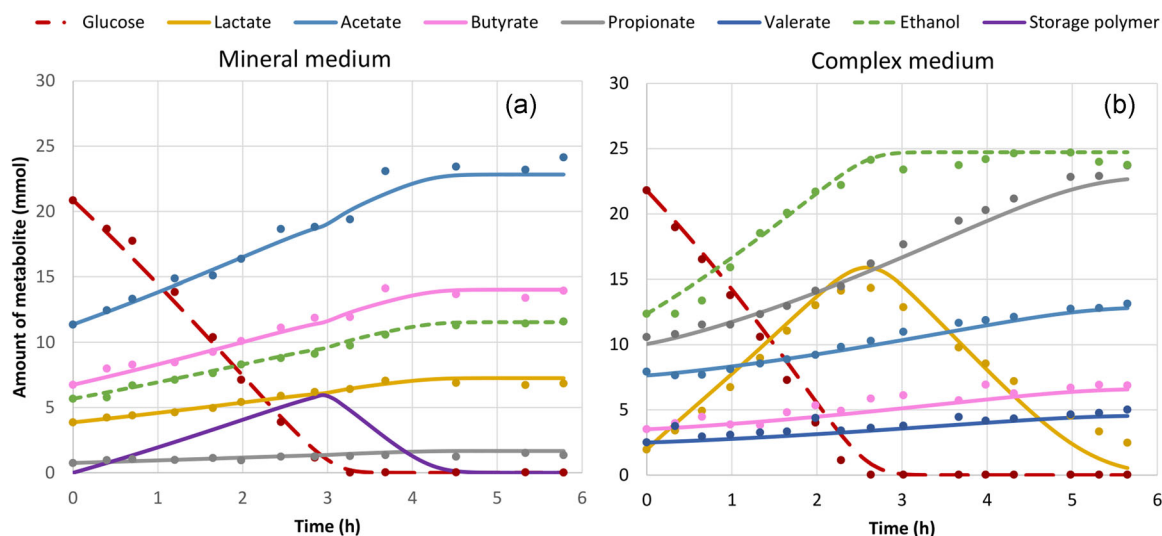 Glucose Lactate Acetate Butyrate Propionate Valerate Ethanol Storage polymer
Mineral medium
Complex medium
(a)
(b)
Amount of metabolite (mmol)
30
25
20
15
10
5
0
0 1 2 3 4 5 6
Time (h)
30
25
20
15
10
5
0
0 1 2 3 4 5 6
Time (h)